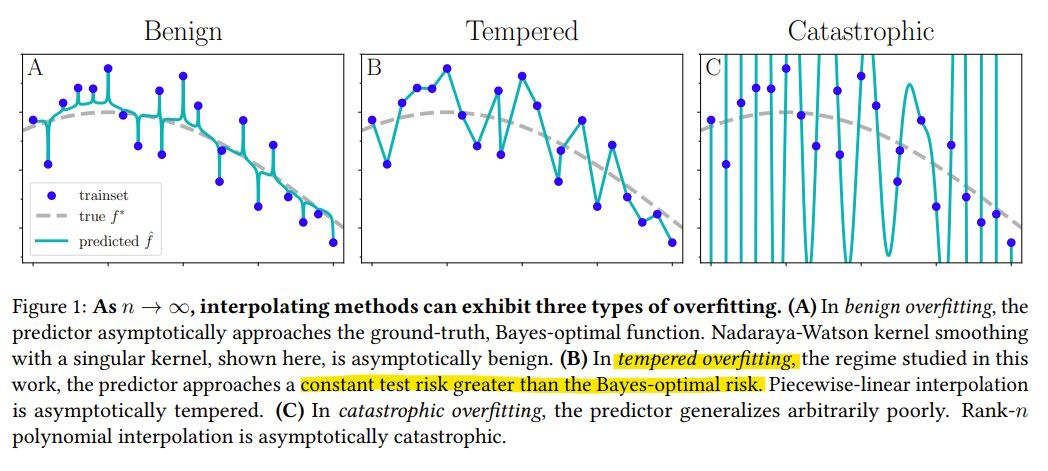 Benign
Tempered
Catastrophic
A
B
C
trainset
true f*
predicted f̂
Figure 1: As n → ∞, interpolating methods can exhibit three types of overfitting. (A) In benign overfitting, the
predictor asymptotically approaches the ground-truth, Bayes-optimal function. Nadaraya-Watson kernel smoothing
with a singular kernel, shown here, is asymptotically benign. (B) In tempered overfitting, the regime studied in this
work, the predictor approaches a constant test risk greater than the Bayes-optimal risk. Piecewise-linear interpolation
is asymptotically tempered. (C) In catastrophic overfitting, the predictor generalizes arbitrarily poorly. Rank-n
polynomial interpolation is asymptotically catastrophic.